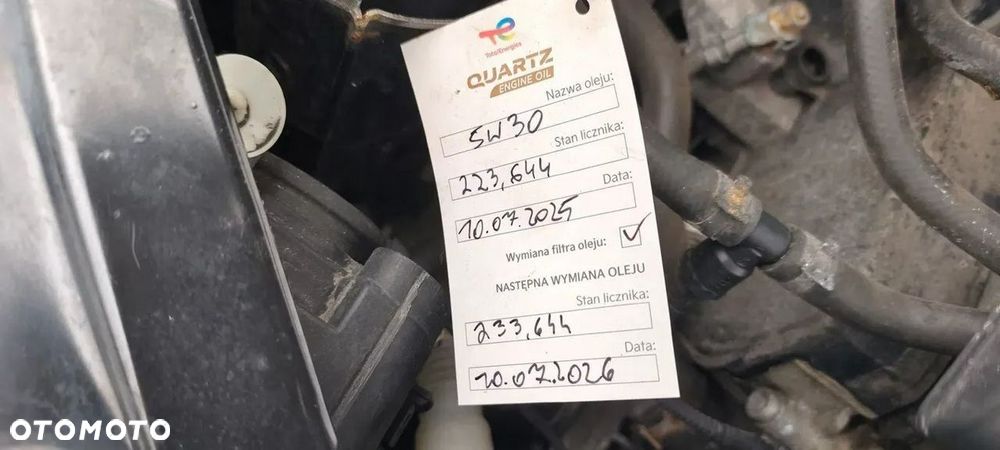 TotalEnergies
QUARTZ
ENGINE OIL
Nazwa oleju:
5W30
Stan licznika:
223,644
Data:
10.07.2025
Wymiana filtra oleju: ✓
NASTĘPNA WYMIANA OLEJU
Stan licznika:
233,644
Data:
10.07.2026
OTOMOTO